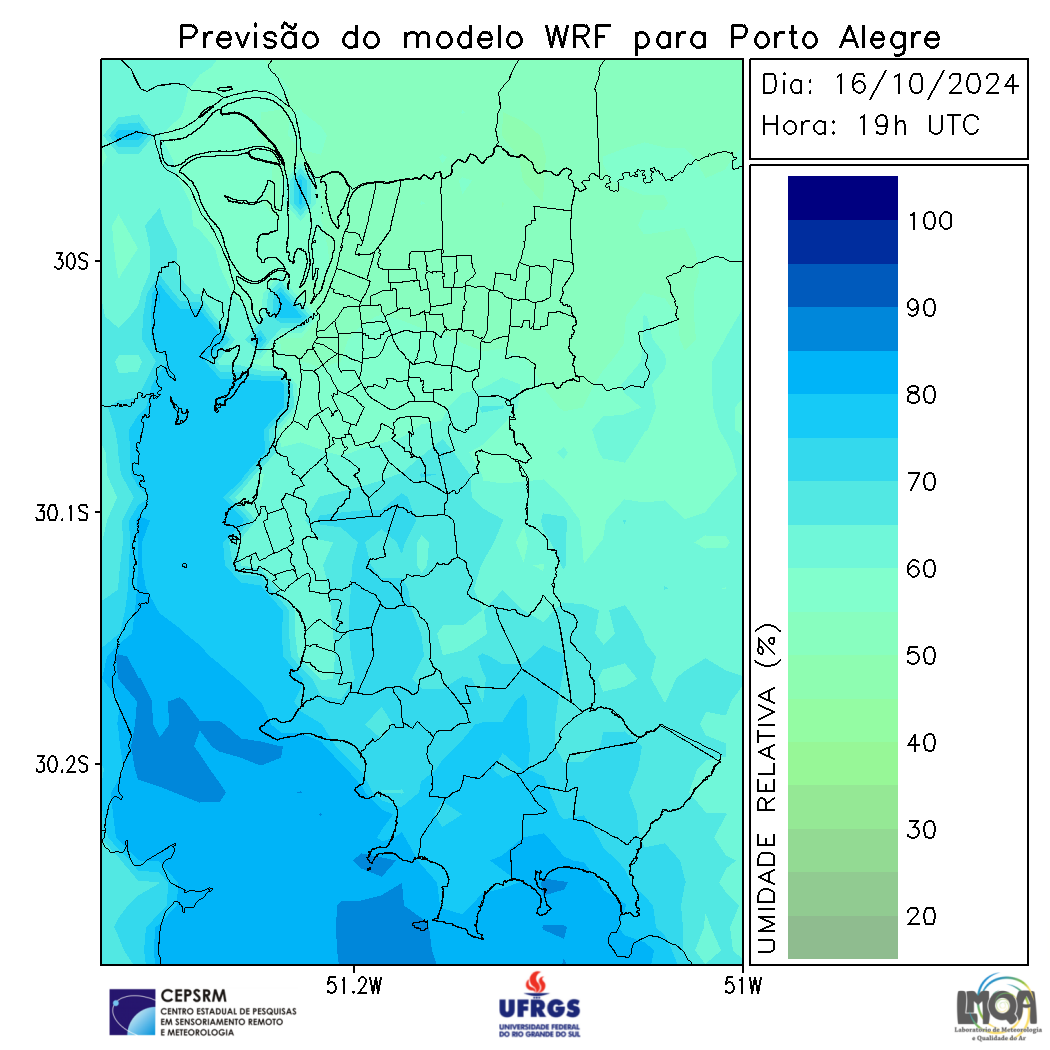 Previsão do modelo WRF para Porto Alegre
Dia: 16/10/2024
Hora: 19h UTC
100
90
80
70
60
50
40
30
20
UMIDADE RELATIVA (%)
30S
30.1S
30.2S
51.2W
51W
CEPSRM
CENTRO ESTADUAL DE PESQUISAS
EM SENSORIAMENTO REMOTO
E METEOROLOGIA
UFRGS
UNIVERSIDADE FEDERAL
DO RIO GRANDE DO SUL
LMQA
Laboratório de Meteorologia
e Qualidade do Ar